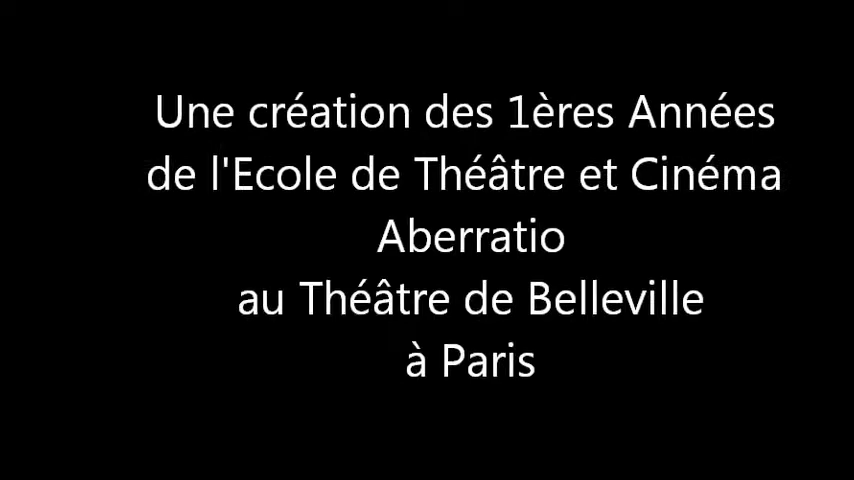 Une création des 1ères Années
de l'Ecole de Théâtre et Cinéma
Aberratio
au Théâtre de Belleville
à Paris